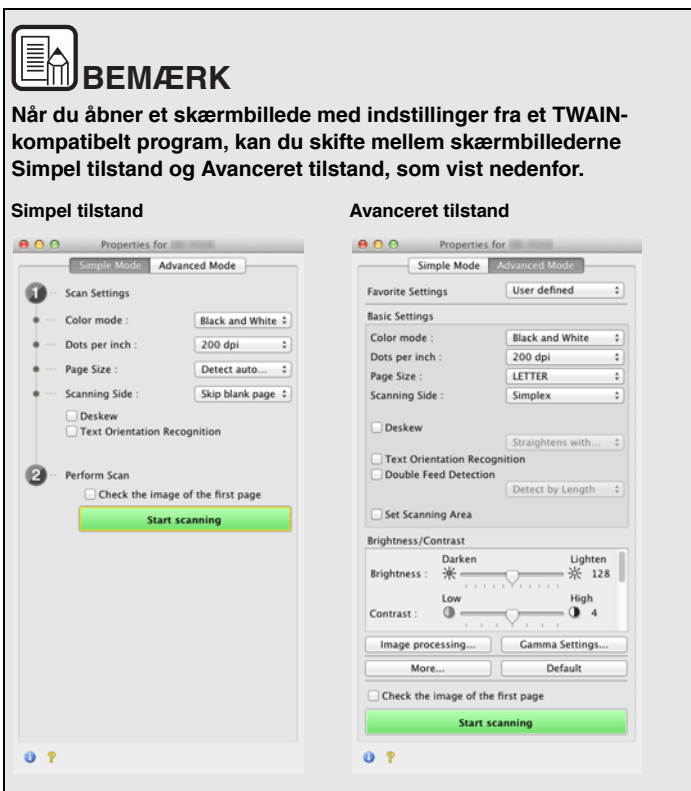 BEMÆRK
Når du åbner et skærmbillede med indstillinger fra et TWAIN-
kompatibelt program, kan du skifte mellem skærmbillederne
Simpel tilstand og Avanceret tilstand, som vist nedenfor.
Simpel tilstand
Properties for
Simple Mode Advanced Mode
1 Scan Settings
Color mode : Black and White
Dots per inch : 200 dpi
Page Size : Detect auto...
Scanning Side : Skip blank page
Deskew
Text Orientation Recognition
2 Perform Scan
Check the image of the first page
Start scanning
Avanceret tilstand
Properties for
Simple Mode Advanced Mode
Favorite Settings User defined
Basic Settings
Color mode : Black and White
Dots per inch : 200 dpi
Page Size : LETTER
Scanning Side : Simplex
Deskew
Straightens with...
Text Orientation Recognition
Double Feed Detection
Detect by Length
Set Scanning Area
Brightness/Contrast
Darken Lighten
Brightness : 128
Low High
Contrast : 4
Image processing... Gamma Settings...
More... Default
Check the image of the first page
Start scanning